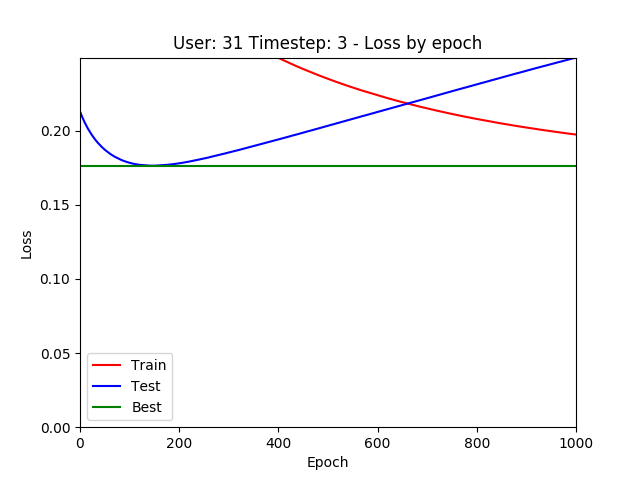 User: 31 Timestep: 3 - Loss by epoch
Loss
0.20
0.15
0.10
0.05
0.00
Train
Test
Best
0 200 400 600 800 1000
Epoch